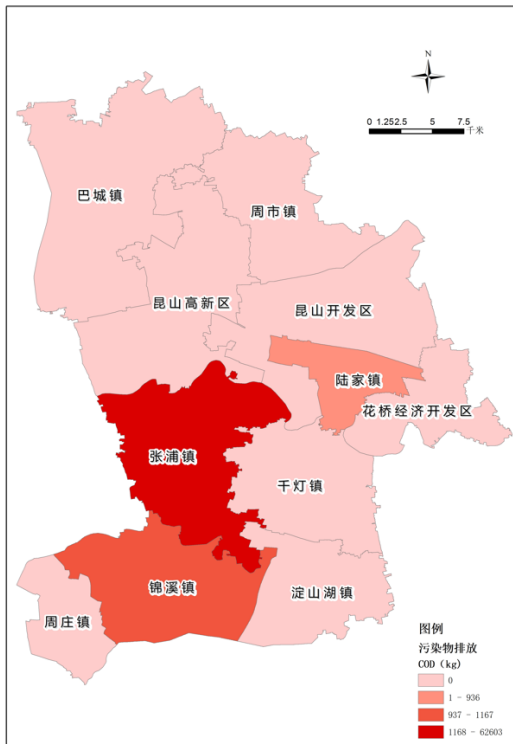 N
0 1.252.5 5 7.5
千米
巴城镇
周市镇
昆山高新区
昆山开发区
陆家镇
花桥经济开发区
张浦镇
千灯镇
锦溪镇
淀山湖镇
周庄镇
图例
污染物排放
COD (kg)
0
1 - 936
937 - 1167
1168 - 62603